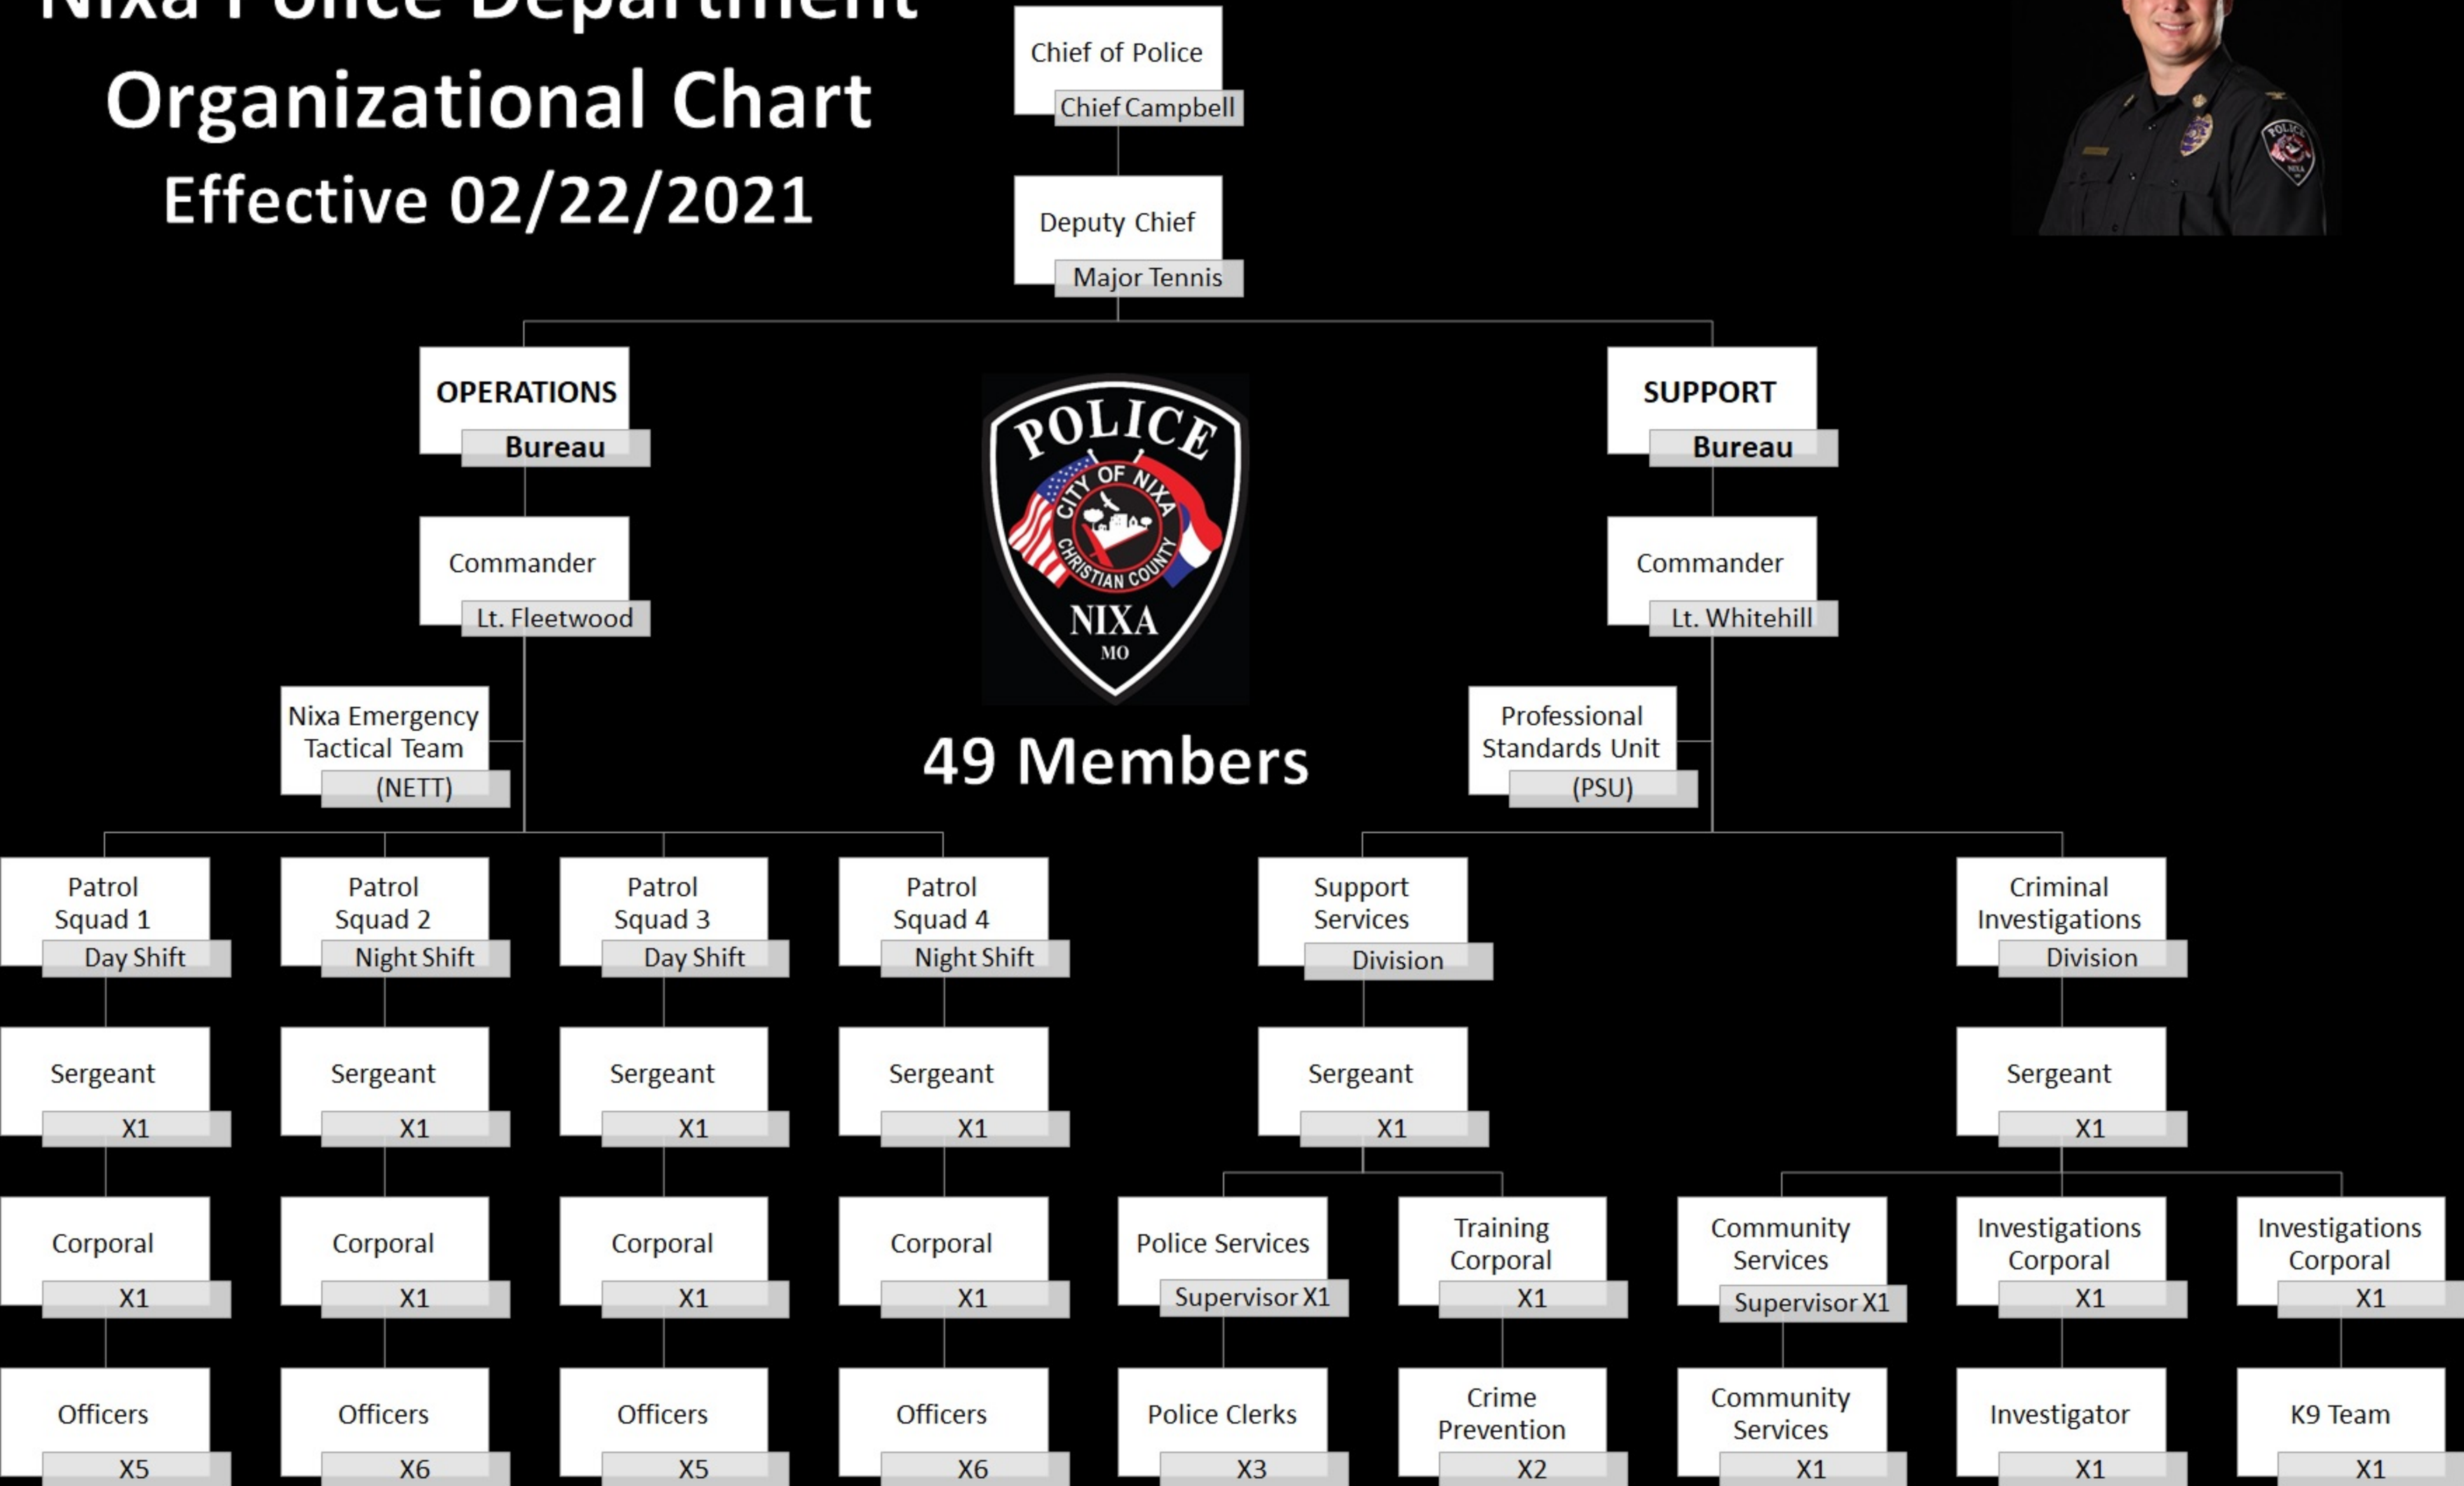 Nixa Police Department
Organizational Chart
Effective 02/22/2021
Chief of Police
Chief Campbell
Deputy Chief
Major Tennis
POLICE
NIXA
OPERATIONS
Bureau
SUPPORT
Bureau
POLICE
CITY OF NIXA
CHRISTIAN COUNTY
NIXA
MO
Commander
Lt. Fleetwood
Commander
Lt. Whitehill
Nixa Emergency
Tactical Team
(NETT)
49 Members
Professional
Standards Unit
(PSU)
Patrol
Squad 1
Day Shift
Patrol
Squad 2
Night Shift
Patrol
Squad 3
Day Shift
Patrol
Squad 4
Night Shift
Support
Services
Division
Criminal
Investigations
Division
Sergeant
X1
Sergeant
X1
Sergeant
X1
Sergeant
X1
Sergeant
X1
Sergeant
X1
Corporal
X1
Corporal
X1
Corporal
X1
Corporal
X1
Police Services
Supervisor X1
Training
Corporal
X1
Community
Services
Supervisor X1
Investigations
Corporal
X1
Investigations
Corporal
X1
Officers
X5
Officers
X6
Officers
X5
Officers
X6
Police Clerks
X3
Crime
Prevention
X2
Community
Services
X1
Investigator
X1
K9 Team
X1